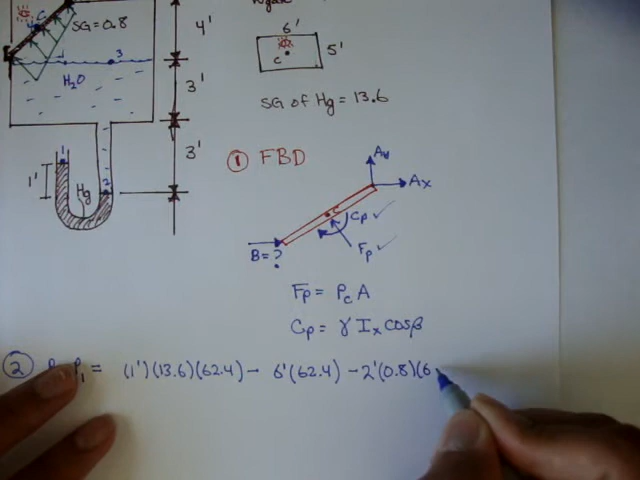 SG = 0.8
C
4'
1
3
H₂O
3'
3'
1
1'
Hg
2
6'
5'
c
SG of Hg = 13.6
① FBD
Ay
Ax
c
Cp ✓
Fp ✓
B = ?
Fp = Pc A
Cp = γ Ix cosβ
② P₁ = (1')(13.6)(62.4) - 6'(62.4) - 2'(0.8)(6